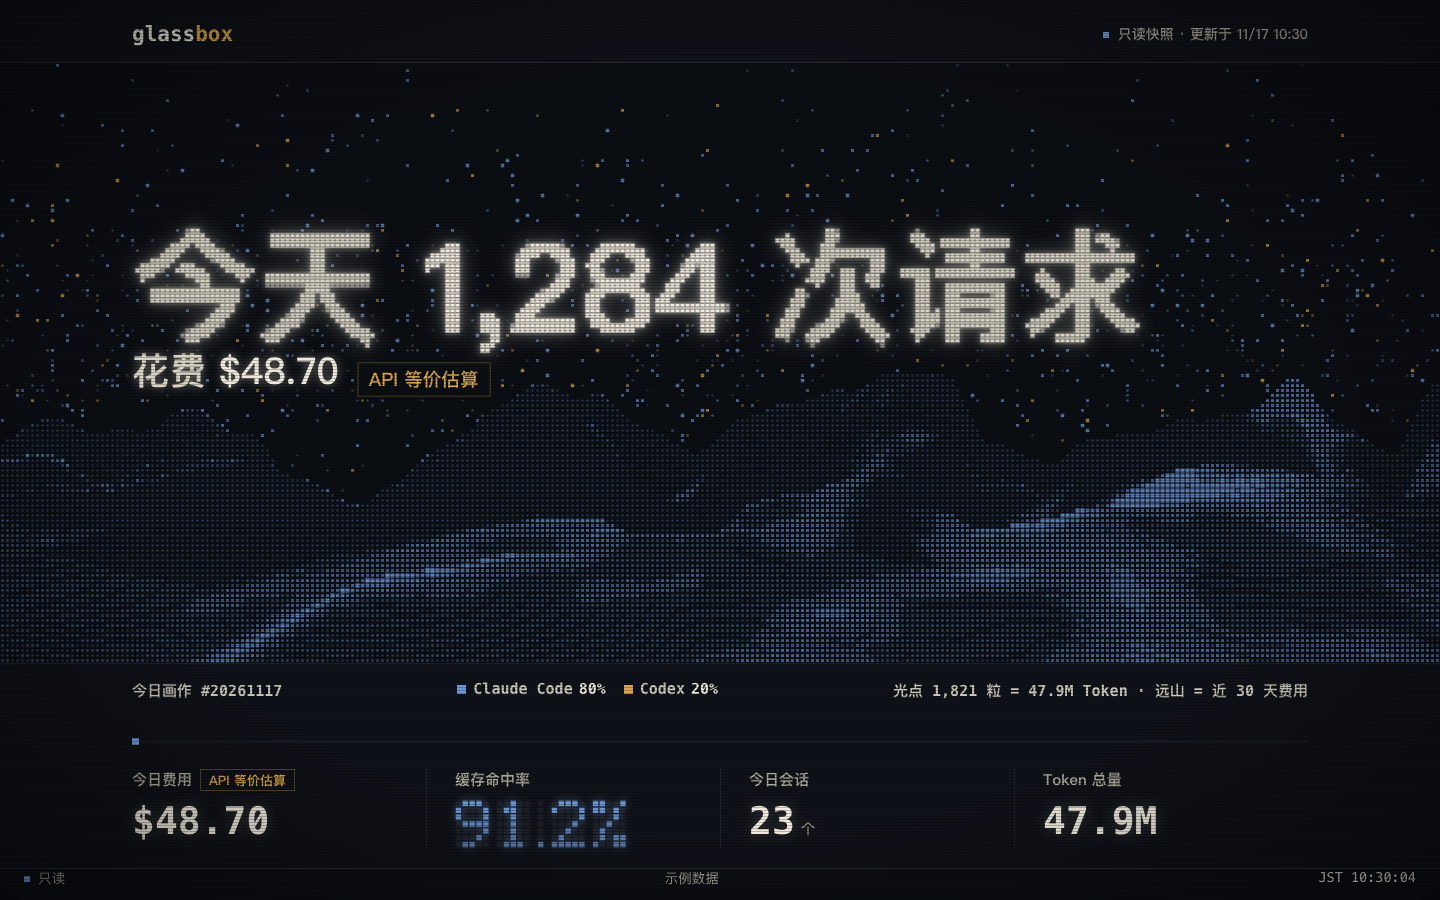 glassbox
只读快照 · 更新于 11/17 10:30
今天 1,284 次请求
花费 $48.70 API 等价估算
今日画作 #20261117
Claude Code 80% Codex 20%
光点 1,821 粒 = 47.9M Token · 远山 = 近 30 天费用
今日费用 API 等价估算
$48.70
缓存命中率
91.2%
今日会话
23 个
Token 总量
47.9M
只读
示例数据
JST 10:30:04